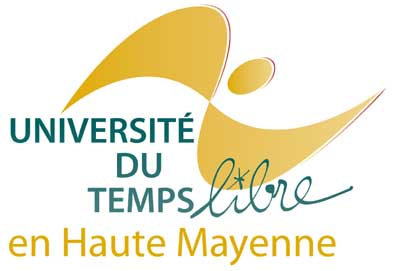 UNIVERSITÉ
DU
TEMPS libre
en Haute Mayenne